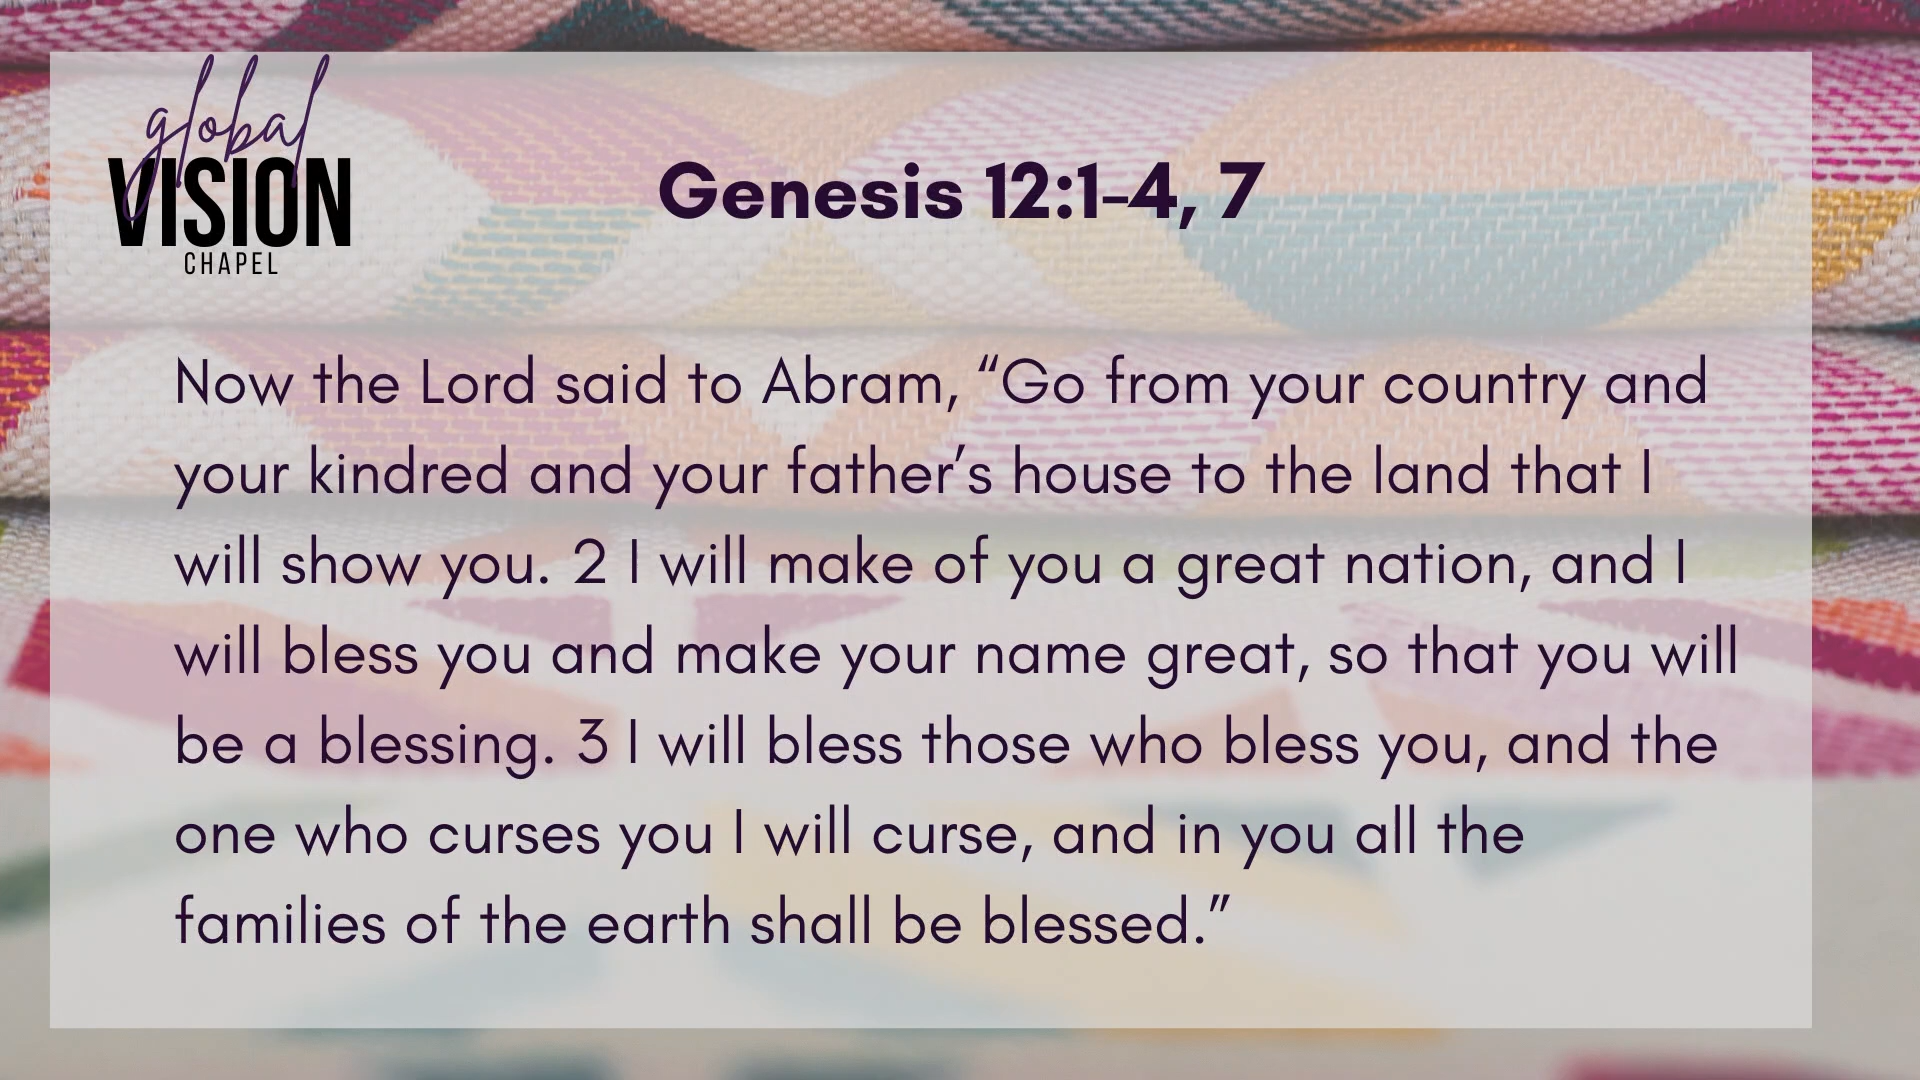 global
VISION
CHAPEL
Genesis 12:1-4, 7
Now the Lord said to Abram, “Go from your country and
your kindred and your father’s house to the land that I
will show you. 2 I will make of you a great nation, and I
will bless you and make your name great, so that you will
be a blessing. 3 I will bless those who bless you, and the
one who curses you I will curse, and in you all the
families of the earth shall be blessed.”